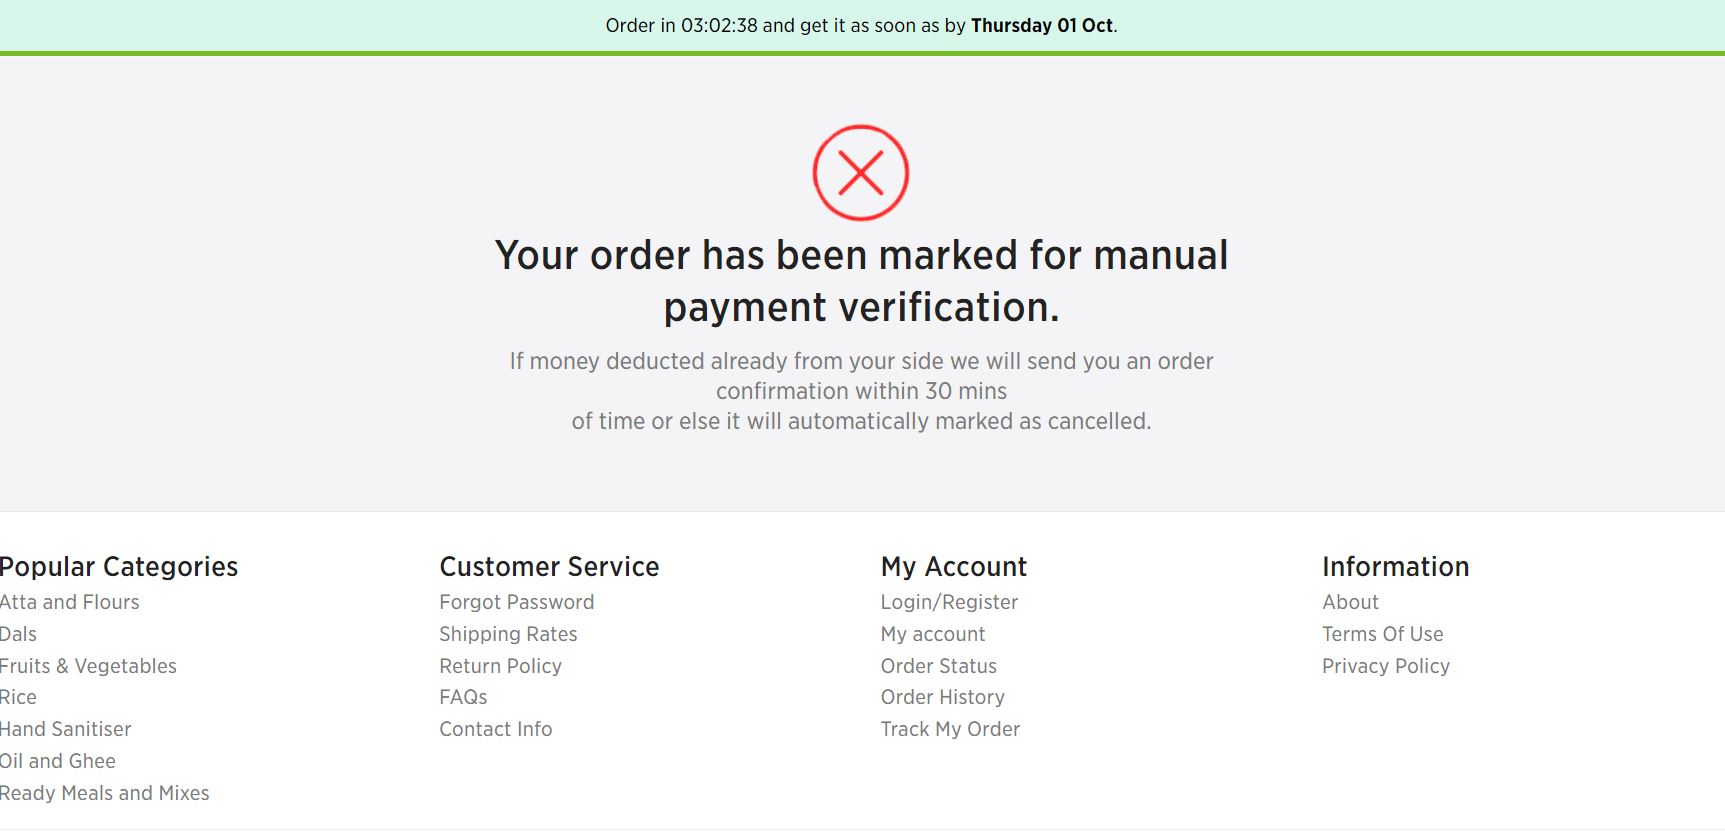 Order in 03:02:38 and get it as soon as by Thursday 01 Oct.
Your order has been marked for manual
payment verification.
If money deducted already from your side we will send you an order
confirmation within 30 mins
of time or else it will automatically marked as cancelled.
Popular Categories
Atta and Flours
Dals
Fruits & Vegetables
Rice
Hand Sanitiser
Oil and Ghee
Ready Meals and Mixes
Customer Service
Forgot Password
Shipping Rates
Return Policy
FAQs
Contact Info
My Account
Login/Register
My account
Order Status
Order History
Track My Order
Information
About
Terms Of Use
Privacy Policy